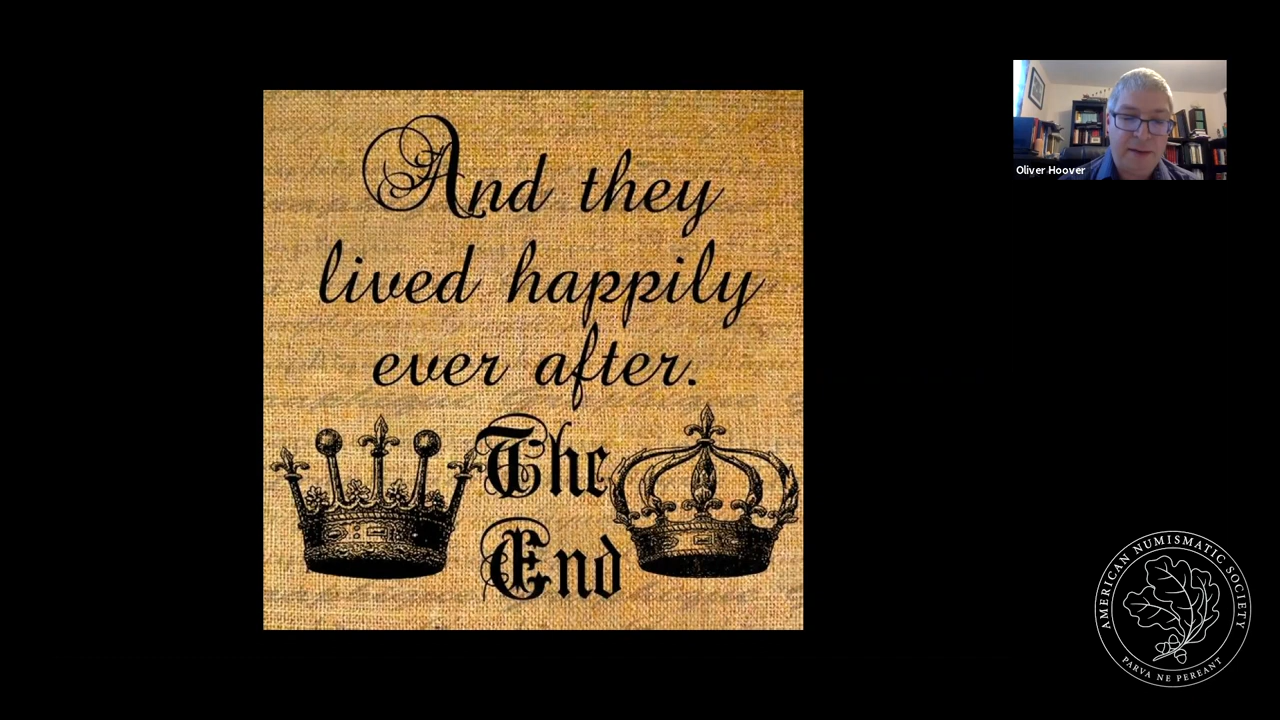 And they
lived happily
ever after.
The
End
Oliver Hoover
AMERICAN NUMISMATIC SOCIETY
PARVA NE PEREANT